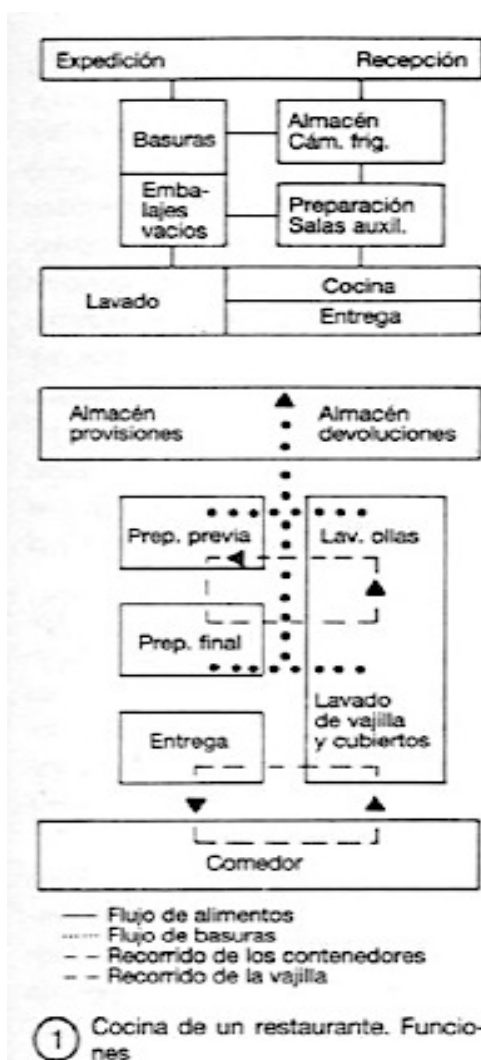 Expedición Recepción
Basuras
Almacén
Cám. frig.
Emba-
lajes
vacios
Preparación
Salas auxil.
Lavado
Cocina
Entrega
Almacén
provisiones
Almacén
devoluciones
Prep. previa
Lav. ollas
Prep. final
Lavado
de vajilla
y cubiertos
Entrega
Comedor
Flujo de alimentos
Flujo de basuras
Recorrido de los contenedores
Recorrido de la vajilla
1 Cocina de un restaurante. Funcio-
nes